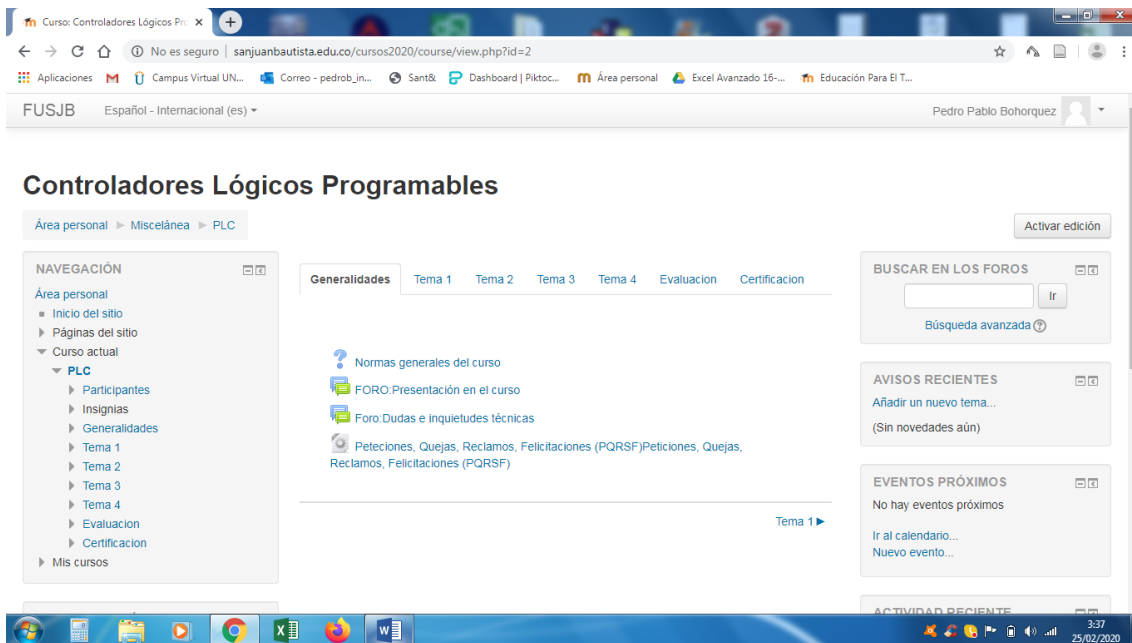 Curso: Controladores Lógicos Pro
No es seguro | sanjuanbautista.edu.co/cursos2020/course/view.php?id=2
Aplicaciones Campus Virtual UN... Correo - pedrob_in... Sant& Dashboard | Piktoc... Área personal Excel Avanzado 16-... Educación Para El T...
FUSJB Español - Internacional (es) Pedro Pablo Bohorquez
Controladores Lógicos Programables
Área personal ▶ Miscelánea ▶ PLC
Activar edición
NAVEGACIÓN
Área personal
Inicio del sitio
Páginas del sitio
Curso actual
PLC
Participantes
Insignias
Generalidades
Tema 1
Tema 2
Tema 3
Tema 4
Evaluacion
Certificacion
Mis cursos
Generalidades Tema 1 Tema 2 Tema 3 Tema 4 Evaluacion Certificacion
Normas generales del curso
FORO:Presentación en el curso
Foro:Dudas e inquietudes técnicas
Peteciones, Quejas, Reclamos, Felicitaciones (PQRSF)Peticiones, Quejas,
Reclamos, Felicitaciones (PQRSF)
Tema 1▶
BUSCAR EN LOS FOROS
Ir
Búsqueda avanzada
AVISOS RECIENTES
Añadir un nuevo tema...
(Sin novedades aún)
EVENTOS PRÓXIMOS
No hay eventos próximos
Ir al calendario...
Nuevo evento...
ACTIVIDAD RECIENTE
3:37
25/02/2020